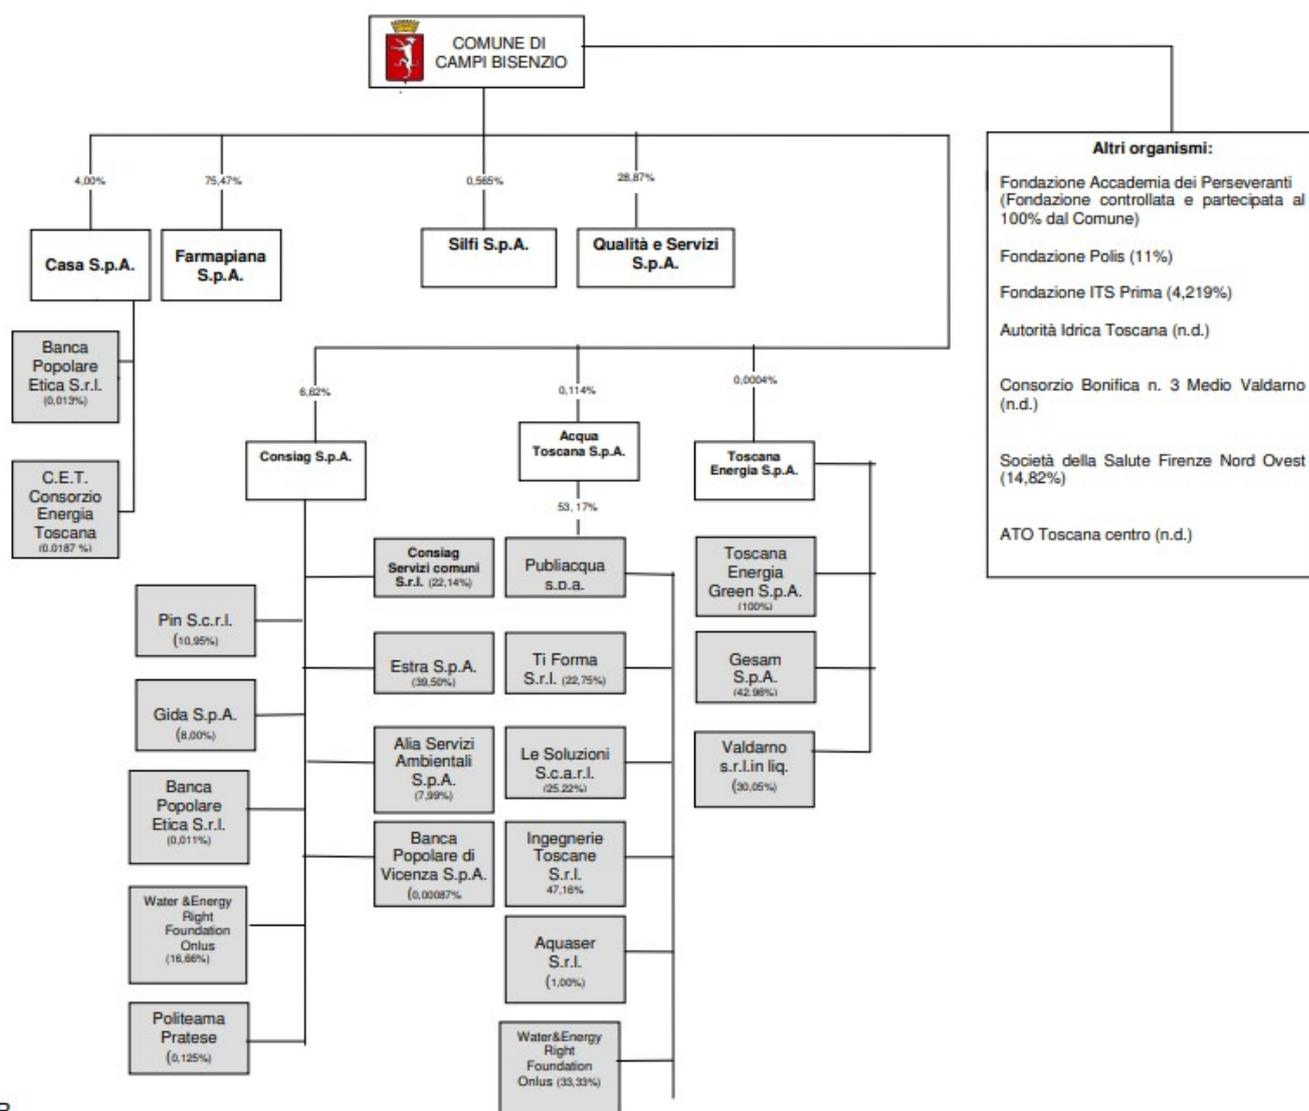 COMUNE DI
CAMPI BISENZIO
4,00%
75,47%
0,565%
28,87%
Casa S.p.A.
Farmapiana
S.p.A.
Silfi S.p.A.
Qualità e Servizi
S.p.A.
Altri organismi:
Fondazione Accademia dei Perseveranti
(Fondazione controllata e partecipata al
100% dal Comune)
Fondazione Polis (11%)
Fondazione ITS Prima (4,219%)
Autorità Idrica Toscana (n.d.)
Consorzio Bonifica n. 3 Medio Valdarno
(n.d.)
Società della Salute Firenze Nord Ovest
(14,82%)
ATO Toscana centro (n.d.)
Banca
Popolare
Etica S.r.l.
(0,013%)
C.E.T.
Consorzio
Energia
Toscana
(0.0187 %)
6,62%
0,114%
0,0004%
Consiag S.p.A.
Acqua
Toscana S.p.A.
Toscana
Energia S.p.A.
53,17%
Pin S.c.r.l.
(10,95%)
Gida S.p.A.
(8,00%)
Banca
Popolare
Etica S.r.l.
(0,011%)
Water &Energy
Right
Foundation
Onlus
(16,66%)
Politeama
Pratese
(0,125%)
Consiag
Servizi comuni
S.r.l. (22,14%)
Estra S.p.A.
(39,50%)
Alia Servizi
Ambientali
S.p.A.
(7,99%)
Banca
Popolare di
Vicenza S.p.A.
(0,00087%
Publiacqua
s.p.a.
Ti Forma
S.r.l. (22,75%)
Le Soluzioni
S.c.a.r.l.
(25.22%)
Ingegnerie
Toscane
S.r.l.
47,16%
Aquaser
S.r.l.
(1,00%)
Water&Energy
Right
Foundation
Onlus (33,33%)
Toscana
Energia
Green S.p.A.
(100%)
Gesam
S.p.A.
(42,96%)
Valdarno
s.r.l.in liq.
(30,05%)